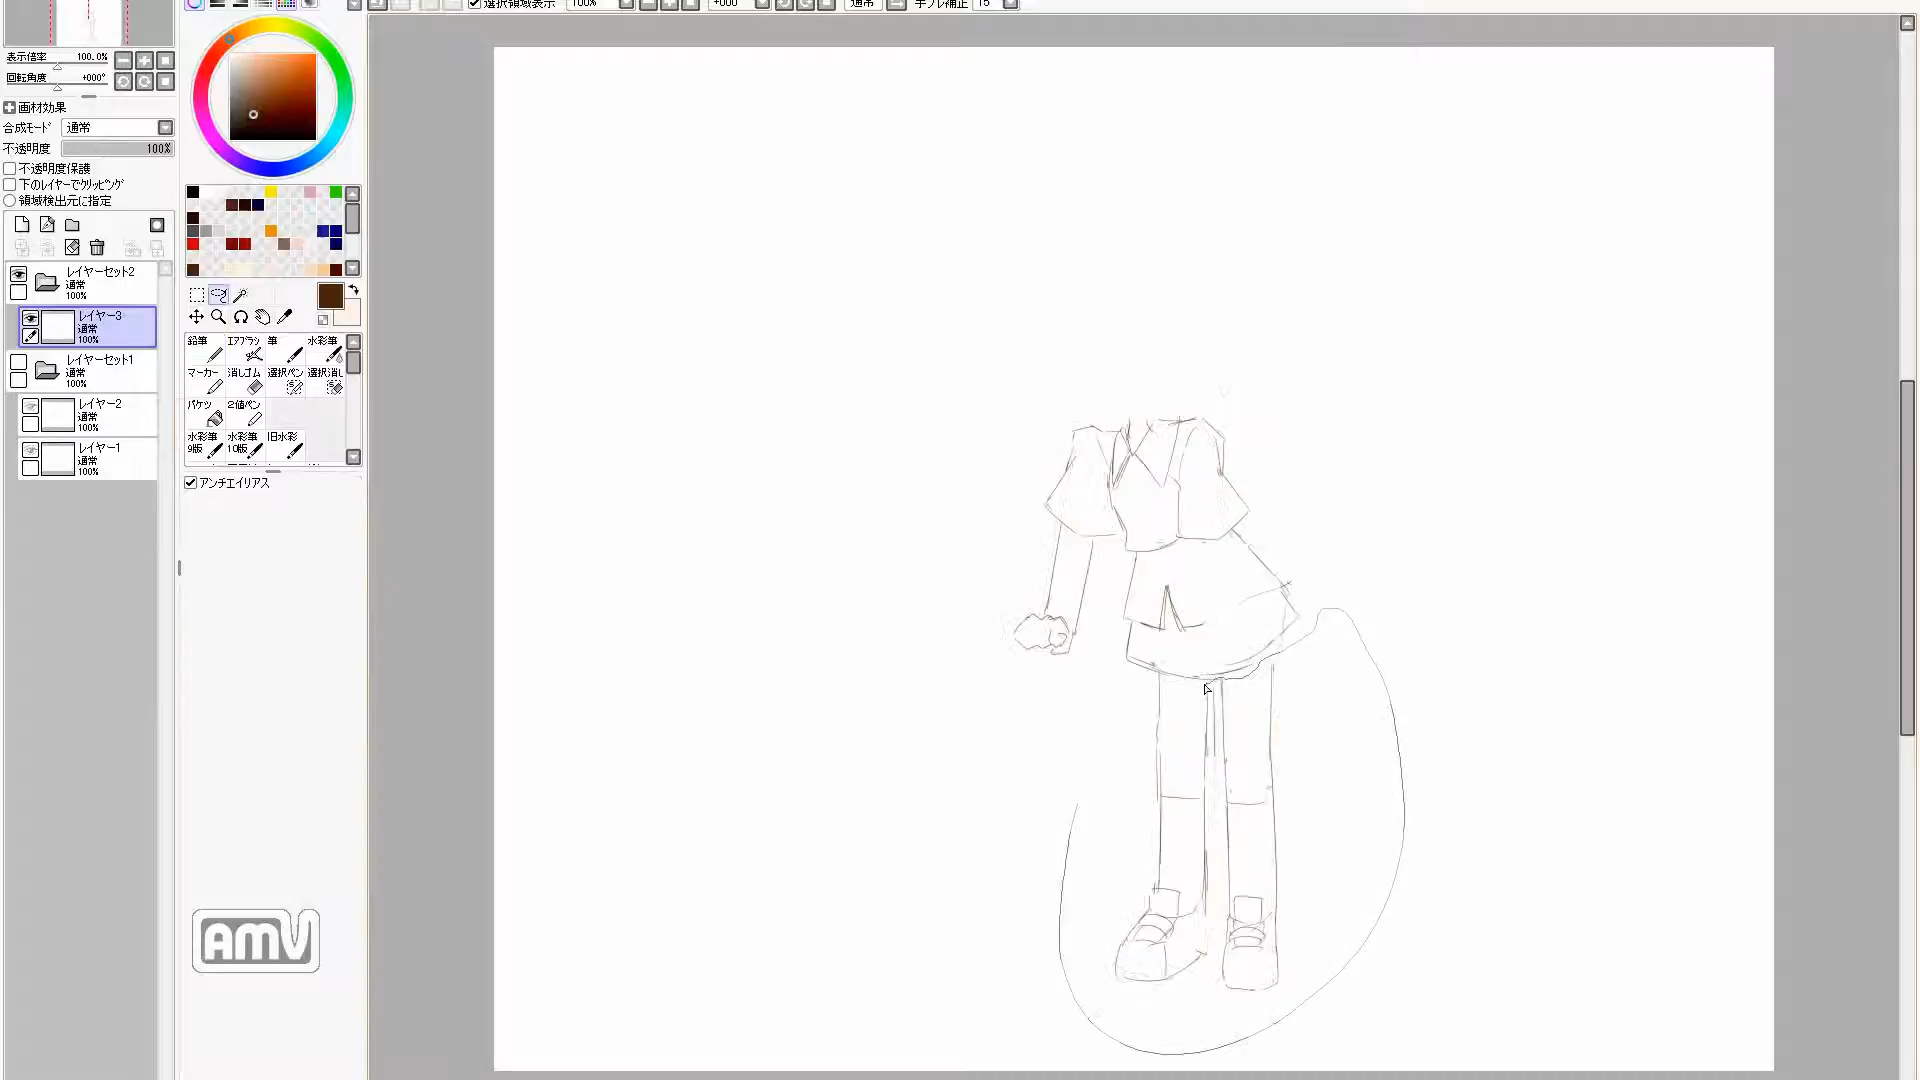 選択領域表示 100% +000 通常 手ブレ補正 15
表示倍率 100.0%
回転角度 +000°
画材効果
合成モード 通常
不透明度 100%
不透明度保護
下のレイヤーでクリッピング
領域検出元に指定
レイヤーセット2
通常
100%
レイヤー3
通常
100%
レイヤーセット1
通常
100%
レイヤー2
通常
100%
レイヤー1
通常
100%
鉛筆 エアブラシ 筆 水彩筆
マーカー 消しゴム 選択ペン 選択消し
バケツ 2値ペン
水彩筆 水彩筆 旧水彩
9版 10版
アンチエイリアス
AMV